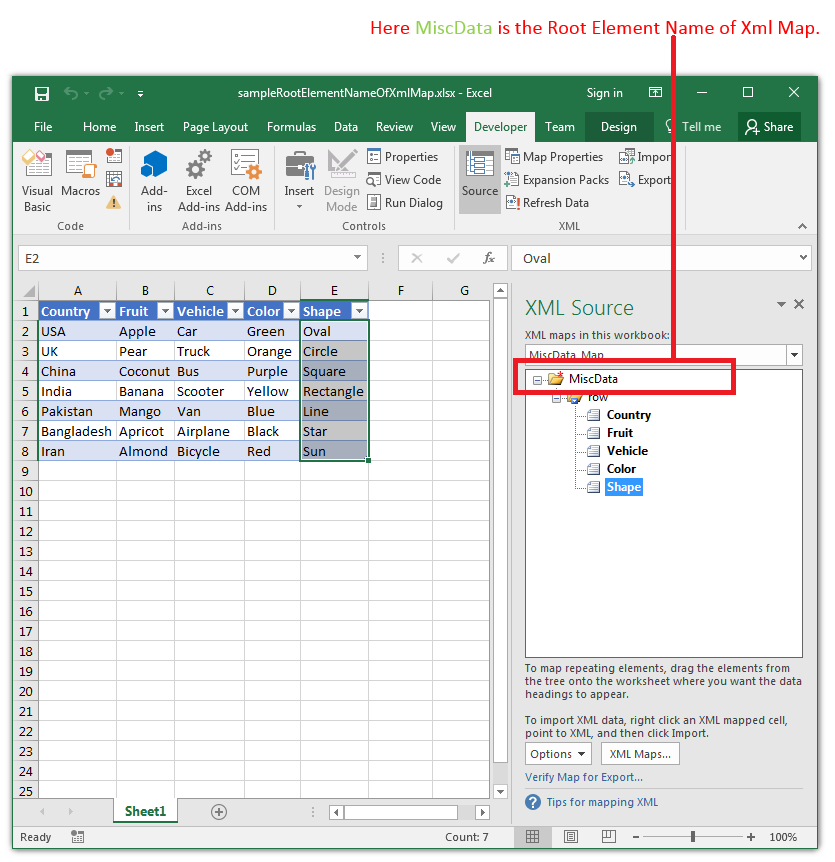 Here MiscData is the Root Element Name of Xml Map.
sampleRootElementNameOfXmlMap.xlsx - Excel
Sign in
File Home Insert Page Layout Formulas Data Review View Developer Team Design Tell me Share
Visual Basic
Macros
Code
Add-ins
Excel Add-ins
COM Add-ins
Add-ins
Insert
Design Mode
Properties
View Code
Run Dialog
Controls
Source
Map Properties
Expansion Packs
Refresh Data
Import
Export
XML
E2
fx
Oval
A B C D E F G
1 Country Fruit Vehicle Color Shape
2 USA Apple Car Green Oval
3 UK Pear Truck Orange Circle
4 China Coconut Bus Purple Square
5 India Banana Scooter Yellow Rectangle
6 Pakistan Mango Van Blue Line
7 Bangladesh Apricot Airplane Black Star
8 Iran Almond Bicycle Red Sun
9
10
11
12
13
14
15
16
17
18
19
20
21
22
23
24
25
XML Source
XML maps in this workbook:
MiscData_Map
MiscData
row
Country
Fruit
Vehicle
Color
Shape
To map repeating elements, drag the elements from
the tree onto the worksheet where you want the data
headings to appear.
To import XML data, right click an XML mapped cell,
point to XML, and then click Import.
Options
XML Maps...
Verify Map for Export...
Tips for mapping XML
Sheet1
Ready
Count: 7
100%